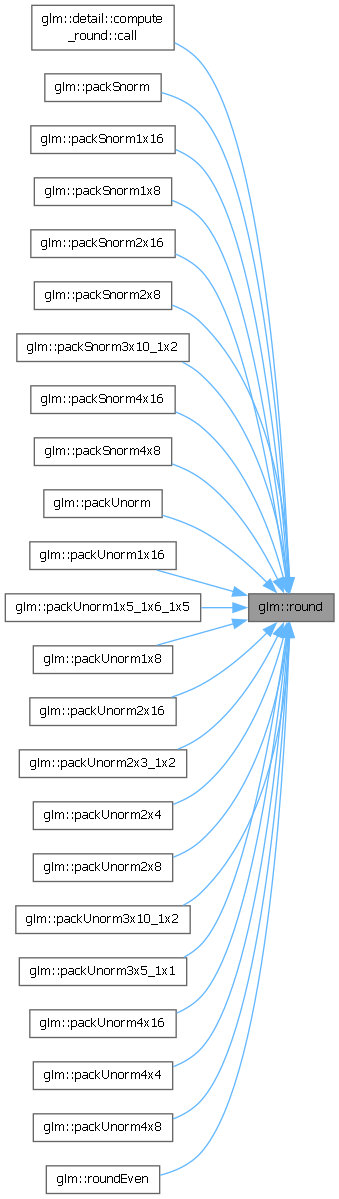 glm::detail::compute
_round::call
glm::packSnorm
glm::packSnorm1x16
glm::packSnorm1x8
glm::packSnorm2x16
glm::packSnorm2x8
glm::packSnorm3x10_1x2
glm::packSnorm4x16
glm::packSnorm4x8
glm::packUnorm
glm::packUnorm1x16
glm::packUnorm1x5_1x6_1x5
glm::round
glm::packUnorm1x8
glm::packUnorm2x16
glm::packUnorm2x3_1x2
glm::packUnorm2x4
glm::packUnorm2x8
glm::packUnorm3x10_1x2
glm::packUnorm3x5_1x1
glm::packUnorm4x16
glm::packUnorm4x4
glm::packUnorm4x8
glm::roundEven